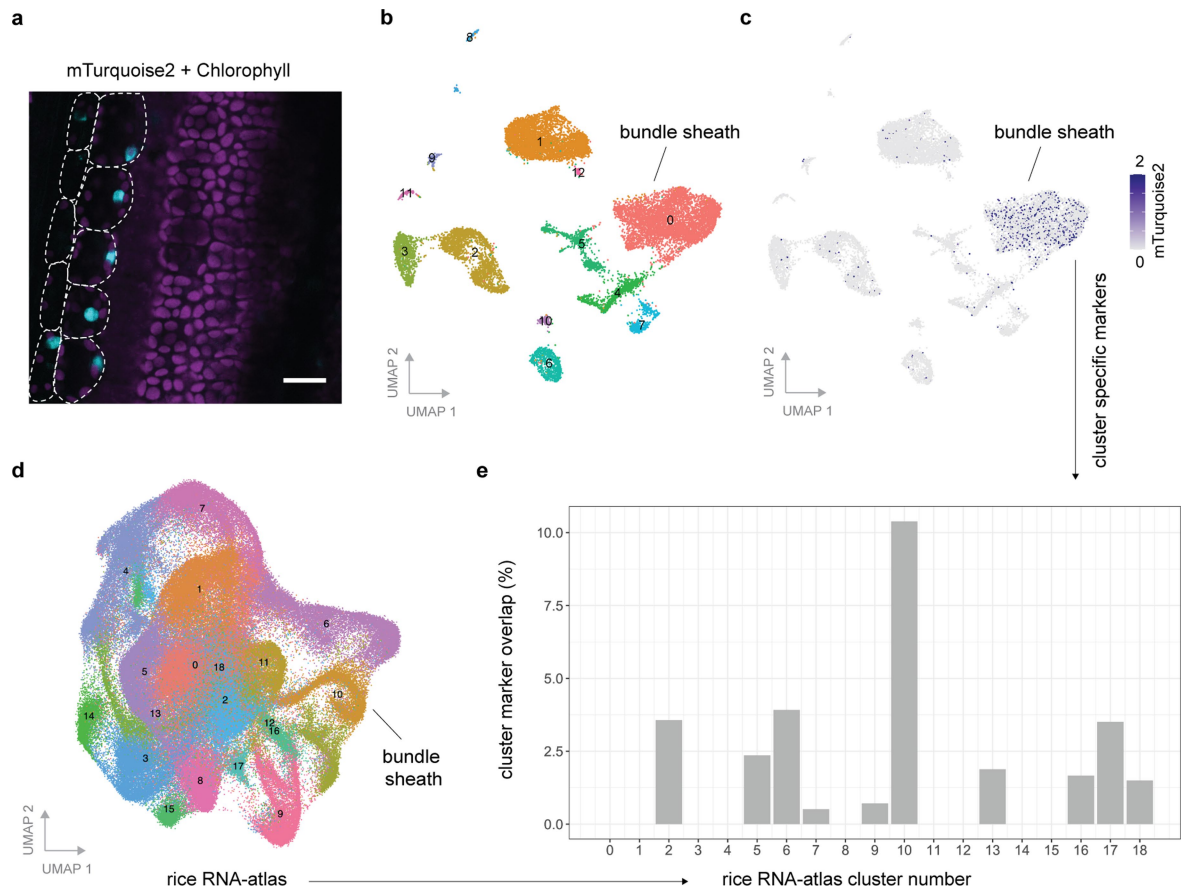 a
mTurquoise2 + Chlorophyll
b
8
1
bundle sheath
9
12
11
0
3
2
5
4
10
7
6
UMAP 2
UMAP 1
c
bundle sheath
2
0
mTurquoise2
UMAP 2
UMAP 1
cluster specific markers
d
7
4
1
6
0
18
11
5
2
10
13
14
12
16
3
17
8
15
9
bundle
sheath
UMAP 2
UMAP 1
rice RNA-atlas
e
cluster marker overlap (%)
10.0
7.5
5.0
2.5
0.0
0 1 2 3 4 5 6 7 8 9 10 11 12 13 14 15 16 17 18
rice RNA-atlas cluster number